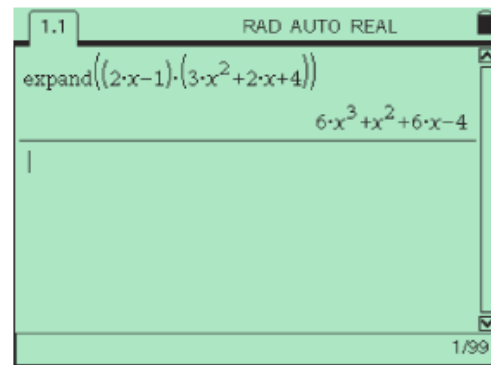 1.1 RAD AUTO REAL
expand((2·x−1)·(3·x²+2·x+4))
6·x³+x²+6·x−4
1/99